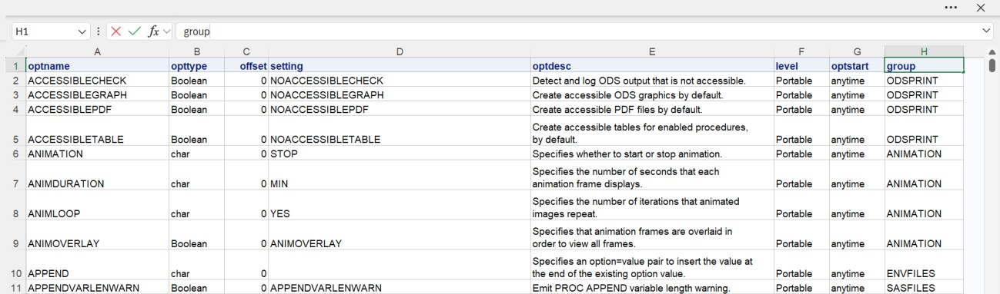 H1 fx group
A B C D E F G H
1 optname opttype offset setting optdesc level optstart group
2 ACCESSIBLECHECK Boolean 0 NOACCESSIBLECHECK Detect and log ODS output that is not accessible. Portable anytime ODSPRINT
3 ACCESSIBLEGRAPH Boolean 0 NOACCESSIBLEGRAPH Create accessible ODS graphics by default. Portable anytime ODSPRINT
4 ACCESSIBLEPDF Boolean 0 NOACCESSIBLEPDF Create accessible PDF files by default. Portable anytime ODSPRINT
Create accessible tables for enabled procedures,
5 ACCESSIBLETABLE Boolean 0 NOACCESSIBLETABLE by default. Portable anytime ODSPRINT
6 ANIMATION char 0 STOP Specifies whether to start or stop animation. Portable anytime ANIMATION
Specifies the number of seconds that each
7 ANIMDURATION char 0 MIN animation frame displays. Portable anytime ANIMATION
Specifies the number of iterations that animated
8 ANIMLOOP char 0 YES images repeat. Portable anytime ANIMATION
Specifies that animation frames are overlaid in
9 ANIMOVERLAY Boolean 0 ANIMOVERLAY order to view all frames. Portable anytime ANIMATION
Specifies an option=value pair to insert the value at
10 APPEND char 0 the end of the existing option value. Portable anytime ENVFILES
11 APPENDVARLENWARN Boolean 0 APPENDVARLENWARN Emit PROC APPEND variable length warning. Portable anytime SASFILES